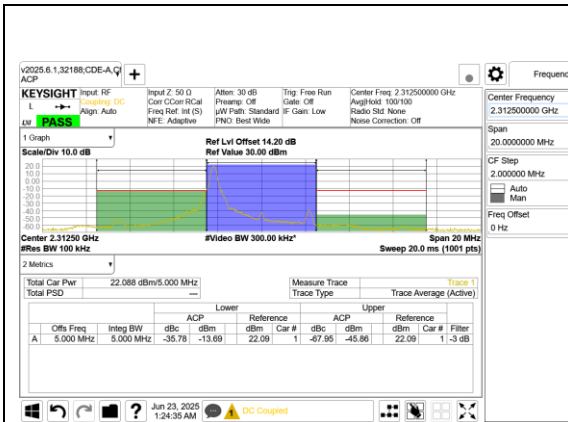 v2025.6.1,32188;CDE-A,C
ACP
Frequenc
KEYSIGHT
L
PASS
Input: RF
Coupling: DC
Align: Auto
Input Z: 50 Ω
Corr CCorr RCal
Freq Ref: Int (S)
NFE: Adaptive
Atten: 30 dB
Preamp: Off
µW Path: Standard
PNO: Best Wide
Trig: Free Run
Gate: Off
IF Gain: Low
Center Freq: 2.312500000 GHz
Avg|Hold: 100/100
Radio Std: None
Noise Correction: Off
Center Frequency
2.312500000 GHz
Span
20.0000000 MHz
CF Step
2.000000 MHz
Auto
Man
Freq Offset
0 Hz
1 Graph
Scale/Div 10.0 dB
Ref Lvl Offset 14.20 dB
Ref Value 30.00 dBm
20.0
10.0
0.00
-10.0
-20.0
-30.0
-40.0
-50.0
-60.0
Center 2.31250 GHz
#Res BW 100 kHz
#Video BW 300.00 kHz*
Span 20 MHz
Sweep 20.0 ms (1001 pts)
2 Metrics
Total Car Pwr 22.088 dBm/5.000 MHz
Total PSD ---
Measure Trace Trace 1
Trace Type Trace Average (Active)
Lower Upper
ACP Reference ACP Reference
Offs Freq Integ BW dBc dBm dBm Car # dBc dBm dBm Car # Filter
A 5.000 MHz 5.000 MHz -35.78 -13.69 22.09 1 -67.95 -45.86 22.09 1 -3 dB
?
Jun 23, 2025
1:24:35 AM
DC Coupled